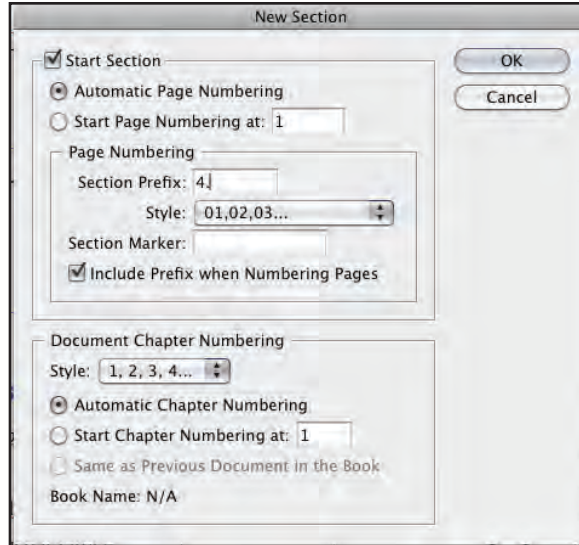 New Section
Start Section
OK
Automatic Page Numbering
Cancel
Start Page Numbering at: 1
Page Numbering
Section Prefix: 4.
Style: 01,02,03...
Section Marker:
Include Prefix when Numbering Pages
Document Chapter Numbering
Style: 1, 2, 3, 4...
Automatic Chapter Numbering
Start Chapter Numbering at: 1
Same as Previous Document in the Book
Book Name: N/A